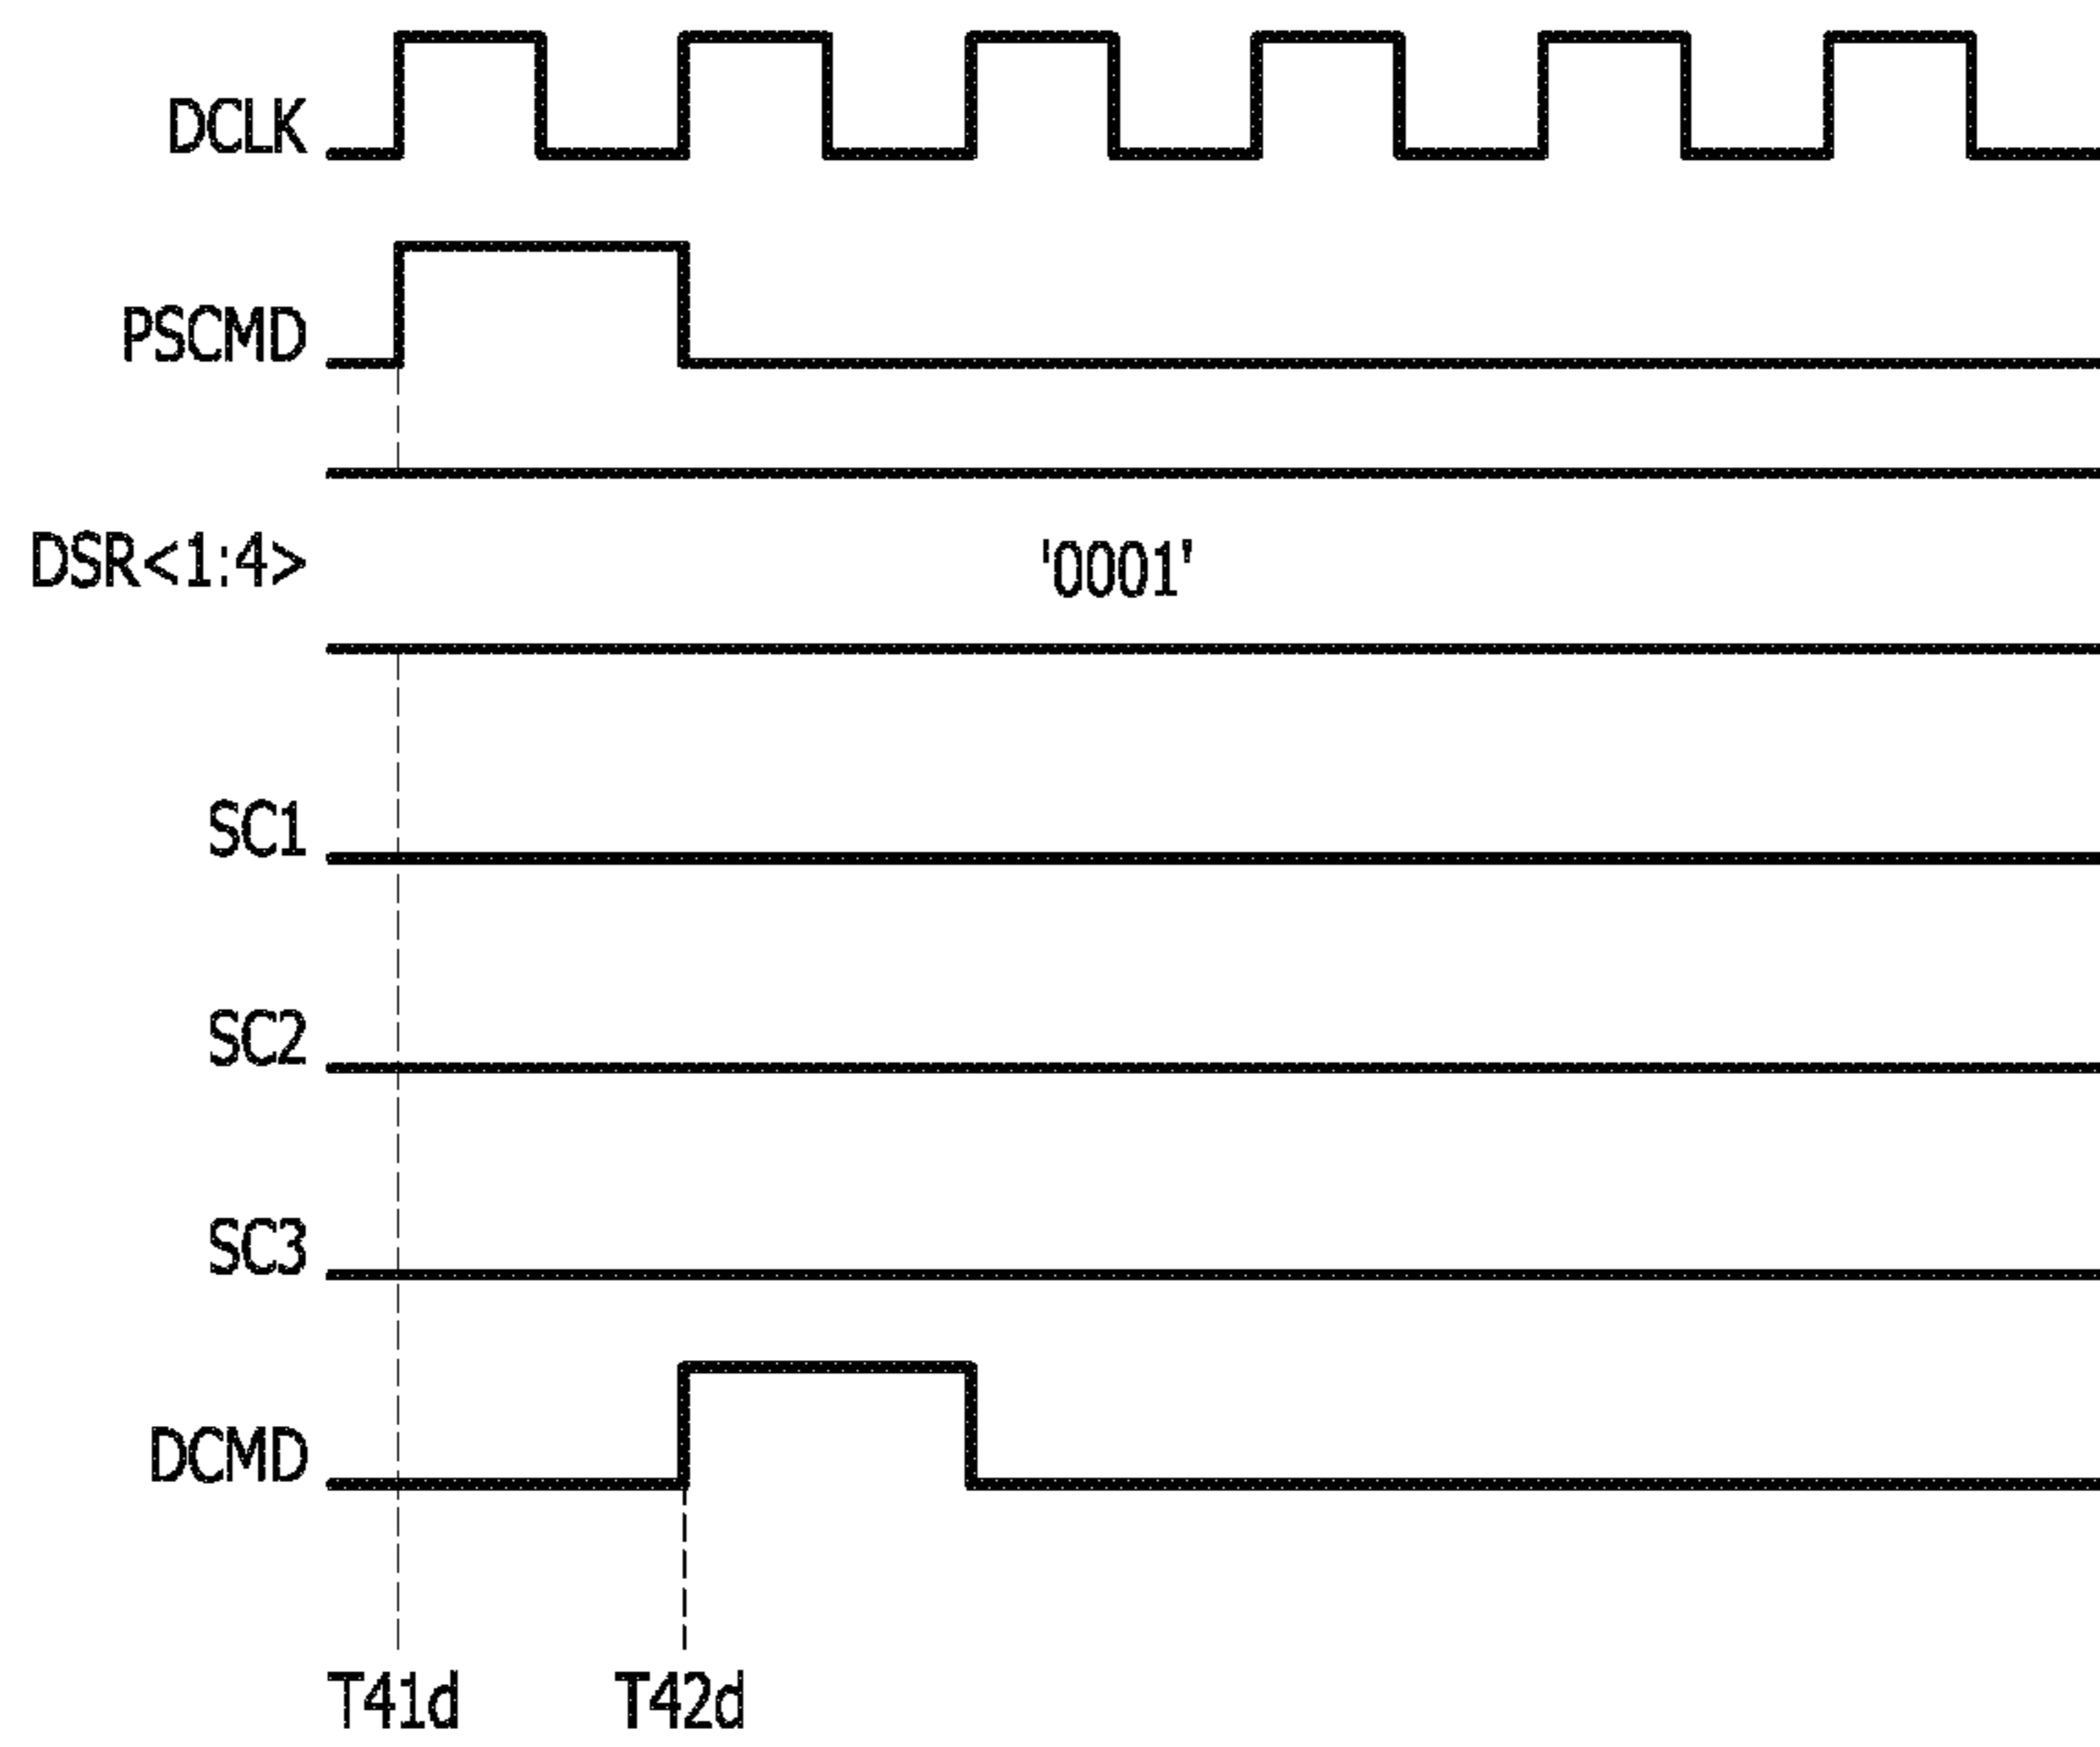 DCLK
PSCMD
DSR<1:4>
'0001'
SC1
SC2
SC3
DCMD
T41d T42d